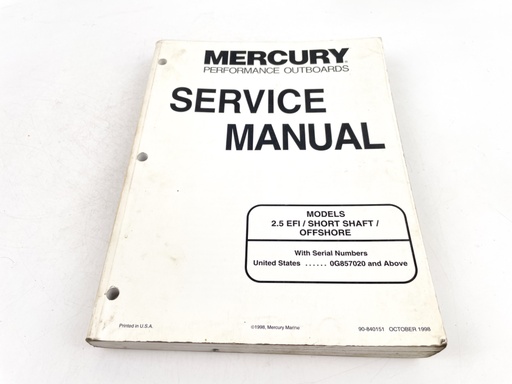 MERCURY®
PERFORMANCE OUTBOARDS
SERVICE
MANUAL
MODELS
2.5 EFI / SHORT SHAFT /
OFFSHORE
With Serial Numbers
United States . . . . . . 0G857020 and Above
Printed in U.S.A. ©1998, Mercury Marine 90-840151 OCTOBER 1998